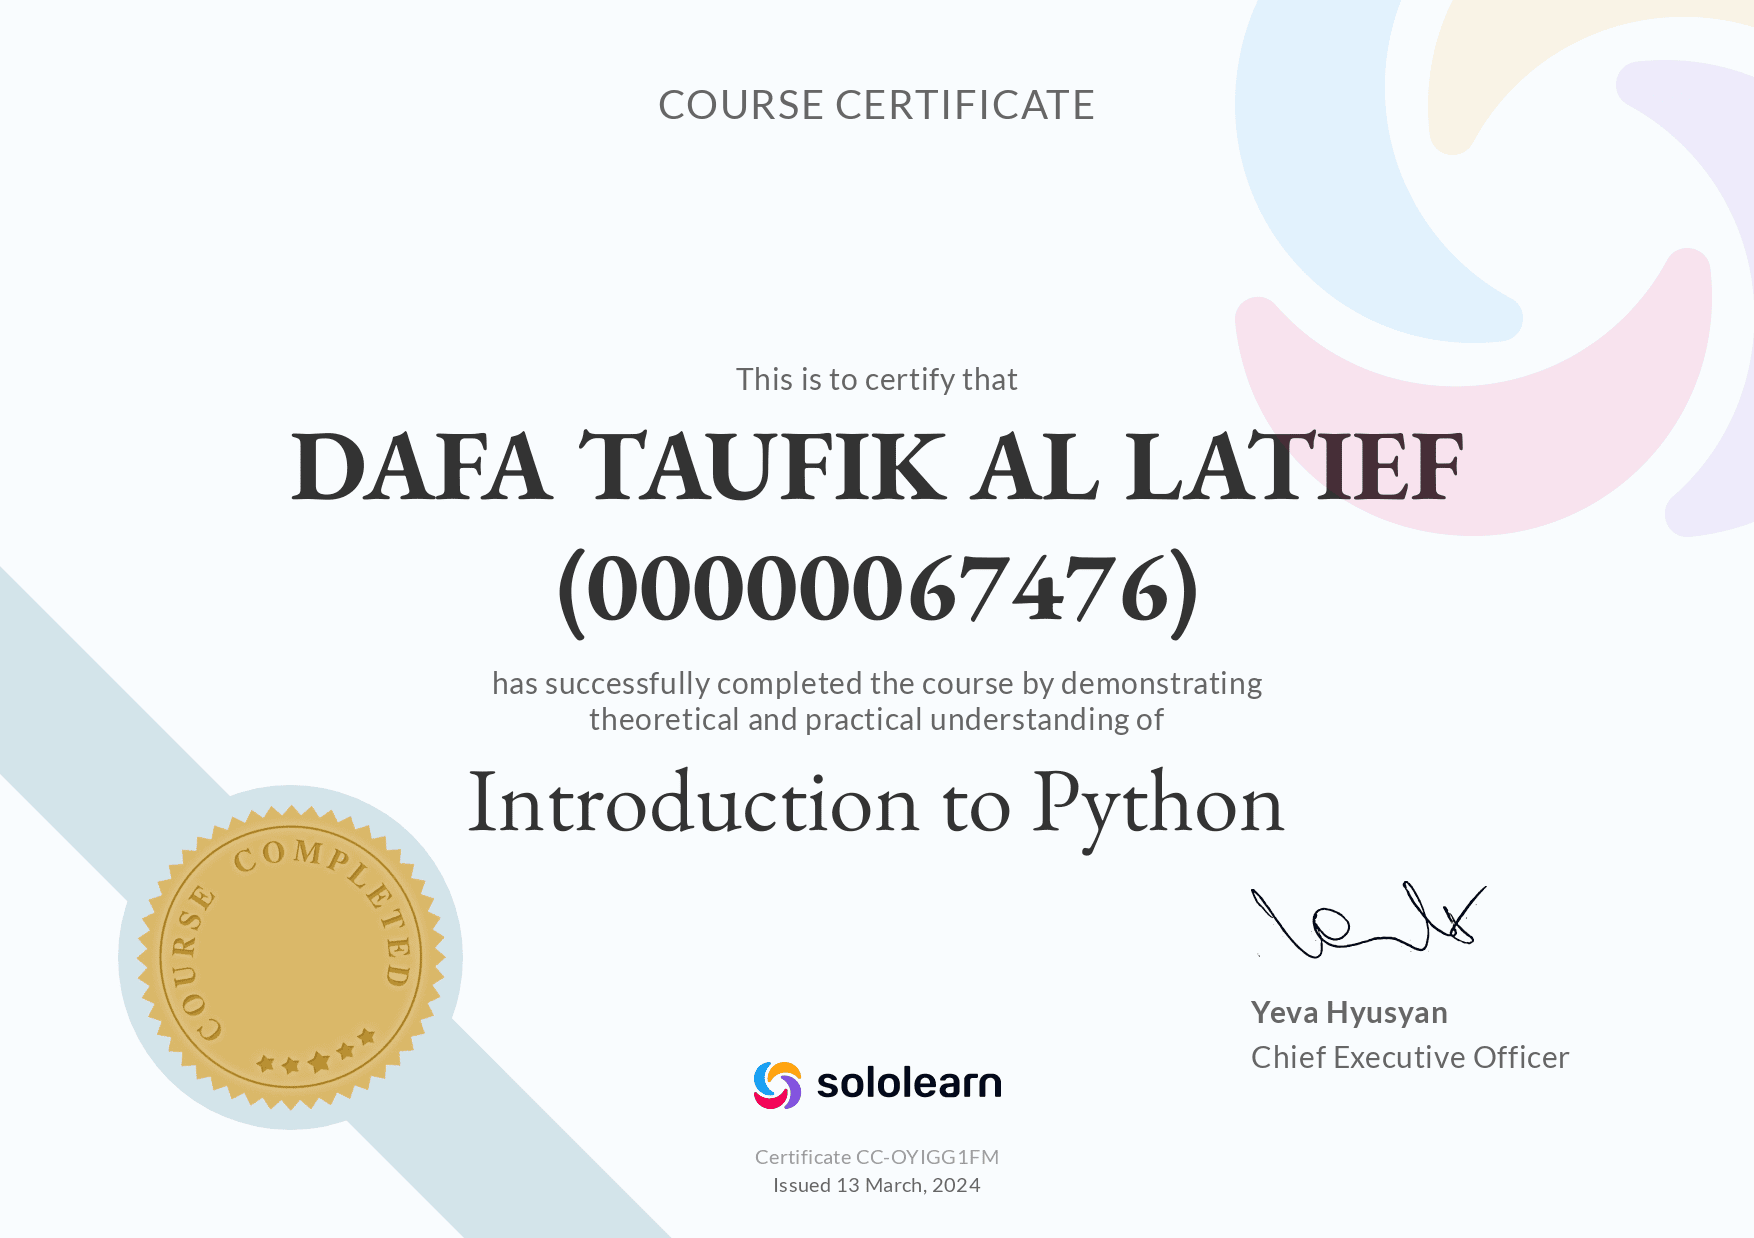 COURSE CERTIFICATE
This is to certify that
DAFA TAUFIK AL LATIEF
(00000067476)
has successfully completed the course by demonstrating
theoretical and practical understanding of
Introduction to Python
COURSE COMPLETED
Yeva Hyusyan
Chief Executive Officer
sololearn
Certificate CC-OYIGG1FM
Issued 13 March, 2024